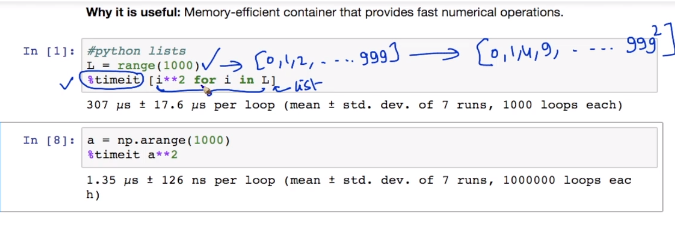 Why it is useful: Memory-efficient container that provides fast numerical operations.
In [1]: #python lists
L = range(1000) ✓ → [0,1,2, - ... 999] → [0,1,4,9, - .... 999²]
✓ %timeit [i**2 for i in L] ← list
307 µs ± 17.6 µs per loop (mean ± std. dev. of 7 runs, 1000 loops each)
In [8]: a = np.arange(1000)
%timeit a**2
1.35 µs ± 126 ns per loop (mean ± std. dev. of 7 runs, 1000000 loops eac
h)